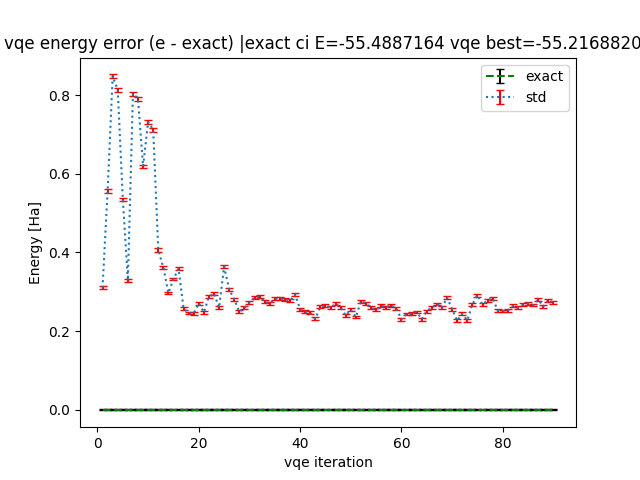 vqe energy error (e - exact) |exact ci E=-55.4887164 vqe best=-55.2168820
exact
std
0.8
0.6
0.4
0.2
0.0
Energy [Ha]
0 20 40 60 80
vqe iteration